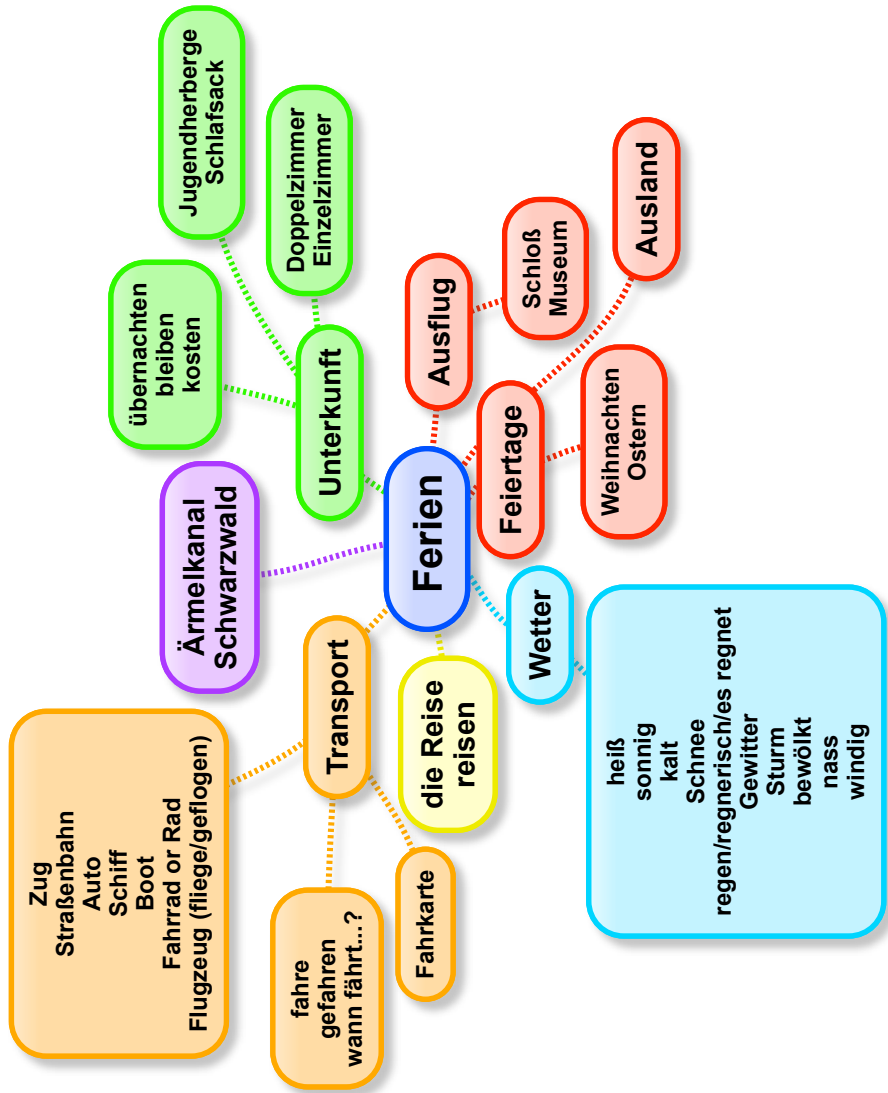 Ferien
Transport
Zug
Straßenbahn
Auto
Schiff
Boot
Fahrrad or Rad
Flugzeug (fliege/geflogen)
fahre
gefahren
wann fährt...?
Fahrkarte
Ärmelkanal
Schwarzwald
Unterkunft
übernachten
bleiben
kosten
Jugendherberge
Schlafsack
Doppelzimmer
Einzelzimmer
Ausflug
Schloß
Museum
Feiertage
Weihnachten
Ostern
Ausland
die Reise
reisen
Wetter
heiß
sonnig
kalt
Schnee
regen/regnerisch/es regnet
Gewitter
Sturm
bewölkt
nass
windig